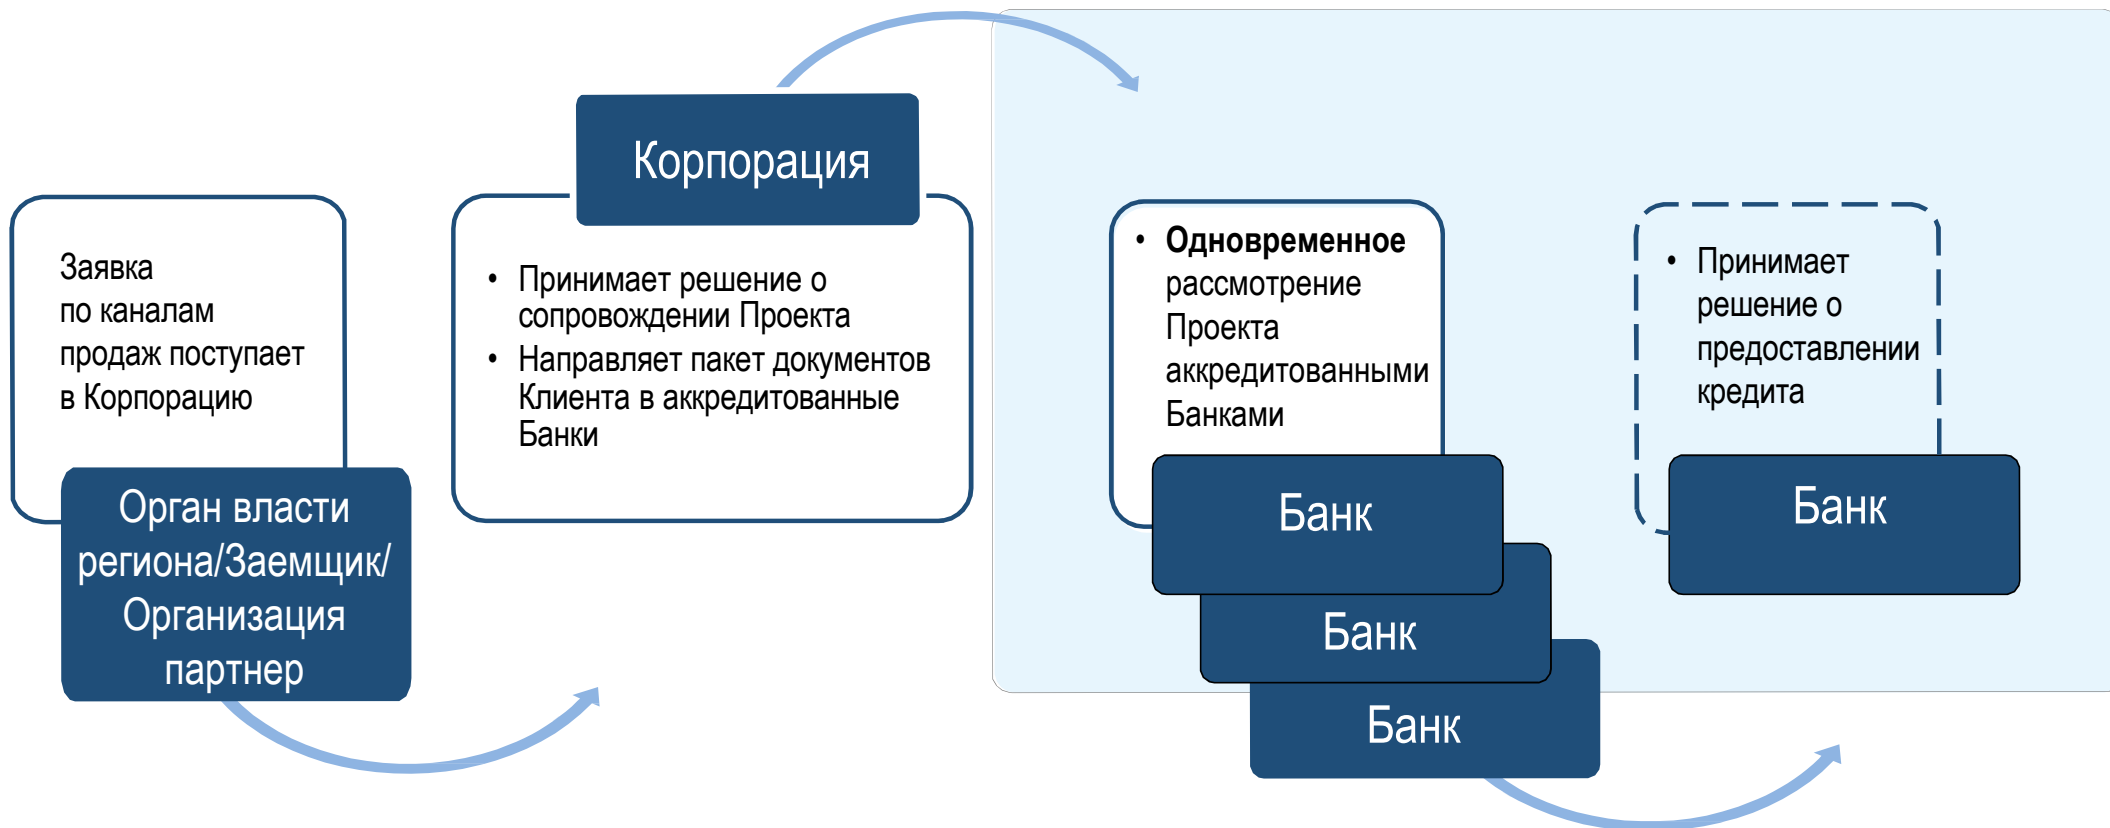 Заявка
по каналам
продаж поступает
в Корпорацию
Орган власти
региона/Заемщик/
Организация
партнер
Корпорация
• Принимает решение о
сопровождении Проекта
• Направляет пакет документов
Клиента в аккредитованные
Банки
• Одновременное
рассмотрение
Проекта
аккредитованными
Банками
Банк
Банк
Банк
• Принимает
решение о
предоставлении
кредита
Банк